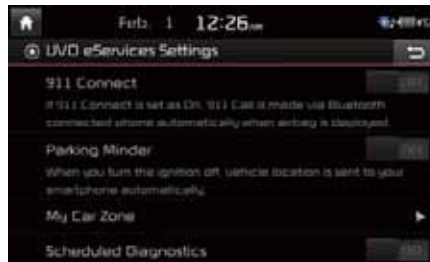 Feb. 1 12:26 AM
UVO eServices Settings
911 Connect
If 911 Connect is set as On, 911 Call is made via Bluetooth
connected phone automatically when airbag is deployed.
Parking Minder
When you turn the ignition off, vehicle location is sent to your
smartphone automatically.
My Car Zone
Scheduled Diagnostics